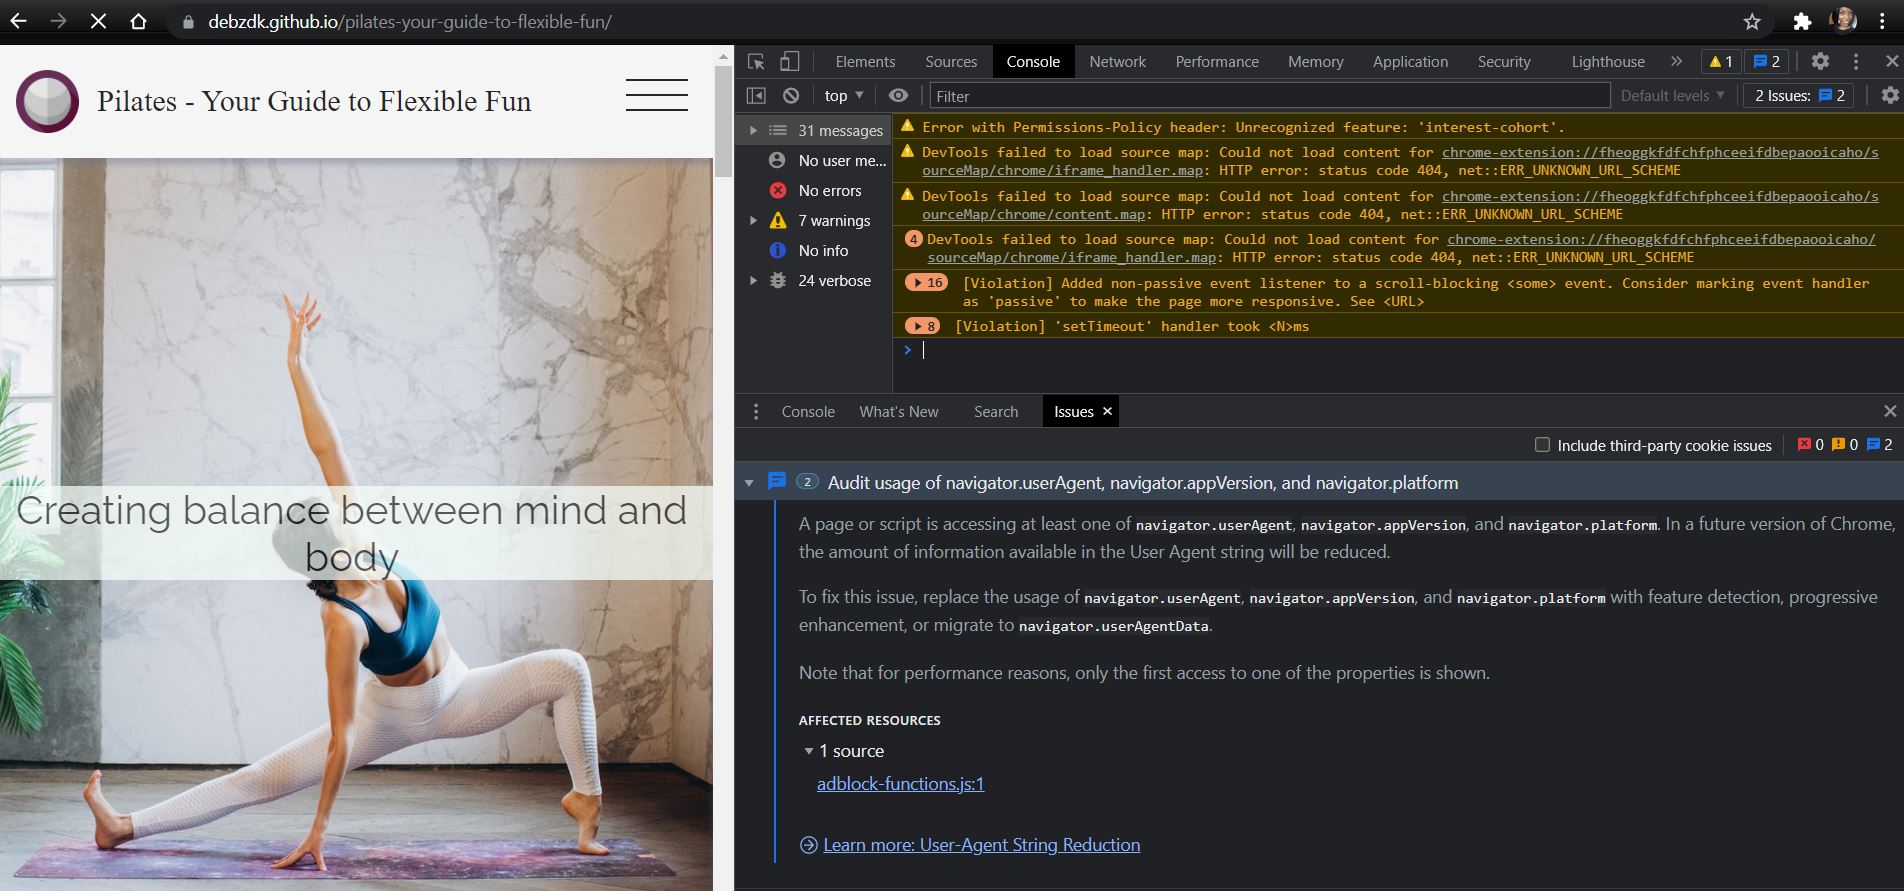 debzdk.github.io/pilates-your-guide-to-flexible-fun/
Pilates - Your Guide to Flexible Fun
Creating balance between mind and
body
Elements Sources Console Network Performance Memory Application Security Lighthouse » 1 2
top Filter Default levels 2 Issues: 2
31 messages
No user me...
No errors
7 warnings
No info
24 verbose
Error with Permissions-Policy header: Unrecognized feature: 'interest-cohort'.
DevTools failed to load source map: Could not load content for chrome-extension://fheoggkfdfchfphceeifdbepaooicaho/s
ourceMap/chrome/iframe_handler.map: HTTP error: status code 404, net::ERR_UNKNOWN_URL_SCHEME
DevTools failed to load source map: Could not load content for chrome-extension://fheoggkfdfchfphceeifdbepaooicaho/s
ourceMap/chrome/content.map: HTTP error: status code 404, net::ERR_UNKNOWN_URL_SCHEME
4 DevTools failed to load source map: Could not load content for chrome-extension://fheoggkfdfchfphceeifdbepaooicaho/
sourceMap/chrome/iframe_handler.map: HTTP error: status code 404, net::ERR_UNKNOWN_URL_SCHEME
16 [Violation] Added non-passive event listener to a scroll-blocking <some> event. Consider marking event handler
as 'passive' to make the page more responsive. See <URL>
8 [Violation] 'setTimeout' handler took <N>ms
>
Console What's New Search Issues ×
Include third-party cookie issues 0 0 2
2 Audit usage of navigator.userAgent, navigator.appVersion, and navigator.platform
A page or script is accessing at least one of navigator.userAgent, navigator.appVersion, and navigator.platform. In a future version of Chrome,
the amount of information available in the User Agent string will be reduced.
To fix this issue, replace the usage of navigator.userAgent, navigator.appVersion, and navigator.platform with feature detection, progressive
enhancement, or migrate to navigator.userAgentData.
Note that for performance reasons, only the first access to one of the properties is shown.
AFFECTED RESOURCES
1 source
adblock-functions.js:1
Learn more: User-Agent String Reduction